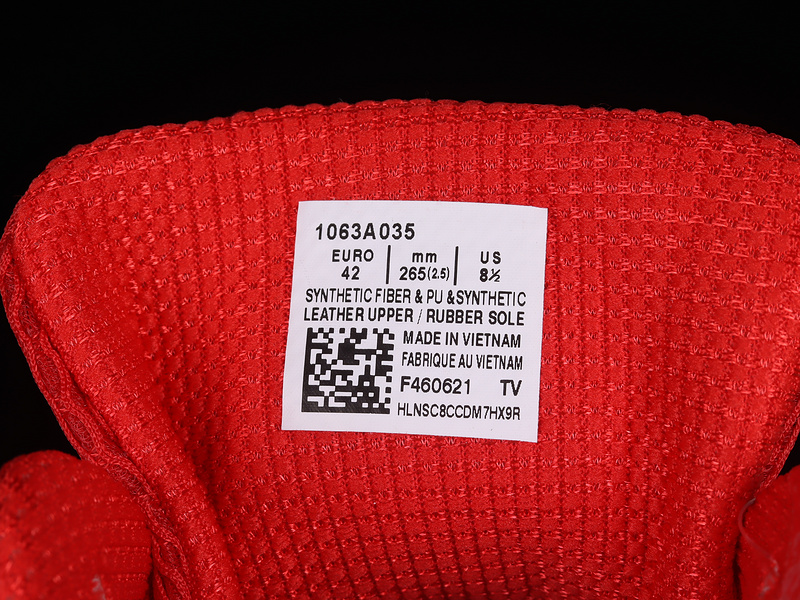 1063A035
EURO mm US
42 265(2.5) 8½
SYNTHETIC FIBER & PU &SYNTHETIC
LEATHER UPPER / RUBBER SOLE
MADE IN VIETNAM
FABRIQUE AU VIETNAM
F460621 TV
HLNSC8CCDM7HX9R